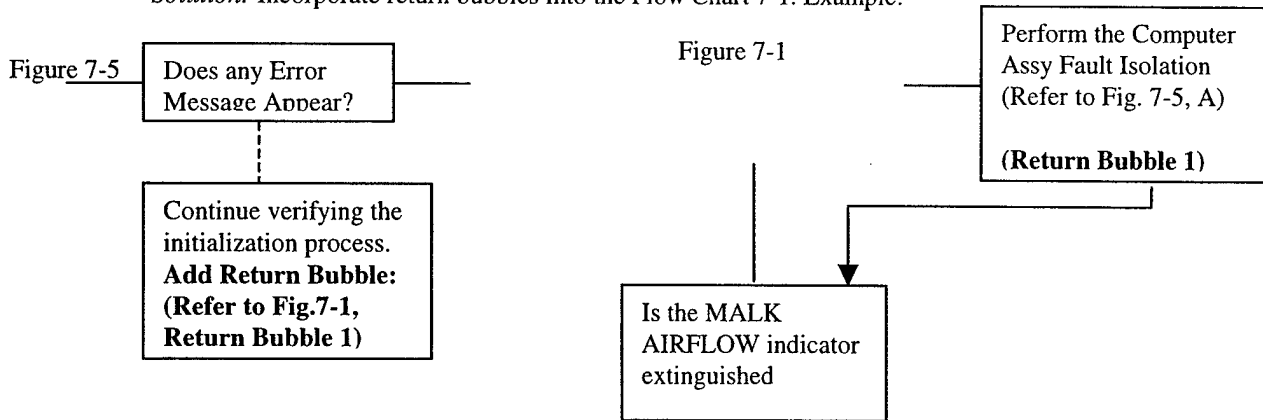 Solution: Incorporate return bubbles into the Flow Chart 7-1. Example:
Figure 7-5
Does any Error
Message Appear?
Continue verifying the
initialization process.
Add Return Bubble:
(Refer to Fig.7-1,
Return Bubble 1)
Figure 7-1
Perform the Computer
Assy Fault Isolation
(Refer to Fig. 7-5, A)
(Return Bubble 1)
Is the MALK
AIRFLOW indicator
extinguished